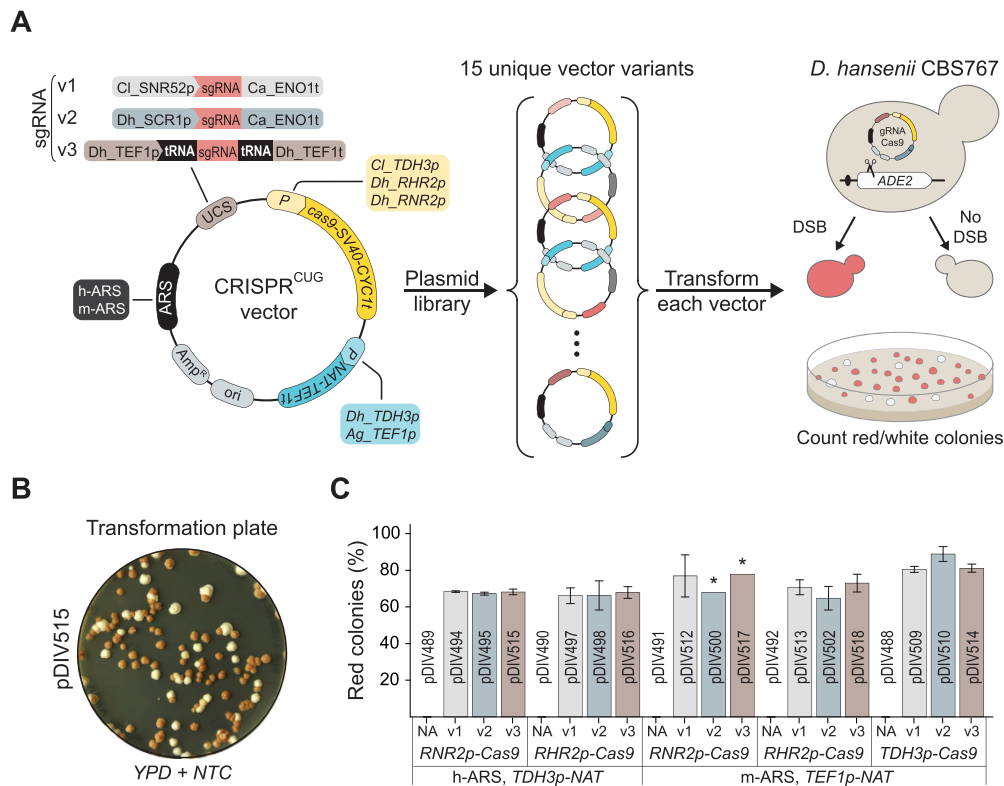 A
sgRNA
v1
Cl_SNR52p sgRNA Ca_ENO1t
v2
Dh_SCR1p sgRNA Ca_ENO1t
v3
Dh_TEF1p tRNA sgRNA tRNA Dh_TEF1t
UCS
P cas9-SV40-CYC1t
Cl_TDH3p
Dh_RHR2p
Dh_RNR2p
ARS
h-ARS
m-ARS
CRISPRCUG
vector
AmpR
ori
P NAT-TEF1t
Dh_TDH3p
Ag_TEF1p
Plasmid
library
15 unique vector variants
Transform
each vector
D. hansenii CBS767
gRNA
Cas9
ADE2
DSB
No
DSB
Count red/white colonies
B
Transformation plate
pDIV515
YPD + NTC
C
Red colonies (%)
100
80
60
40
20
pDIV489 pDIV494 pDIV495 pDIV515 pDIV490 pDIV497 pDIV498 pDIV516 pDIV491 pDIV512 pDIV500 pDIV517 pDIV492 pDIV513 pDIV502 pDIV518 pDIV488 pDIV509 pDIV510 pDIV514
* *
NA v1 v2 v3 NA v1 v2 v3 NA v1 v2 v3 NA v1 v2 v3 NA v1 v2 v3
RNR2p-Cas9 RHR2p-Cas9 RNR2p-Cas9 RHR2p-Cas9 TDH3p-Cas9
h-ARS, TDH3p-NAT m-ARS, TEF1p-NAT